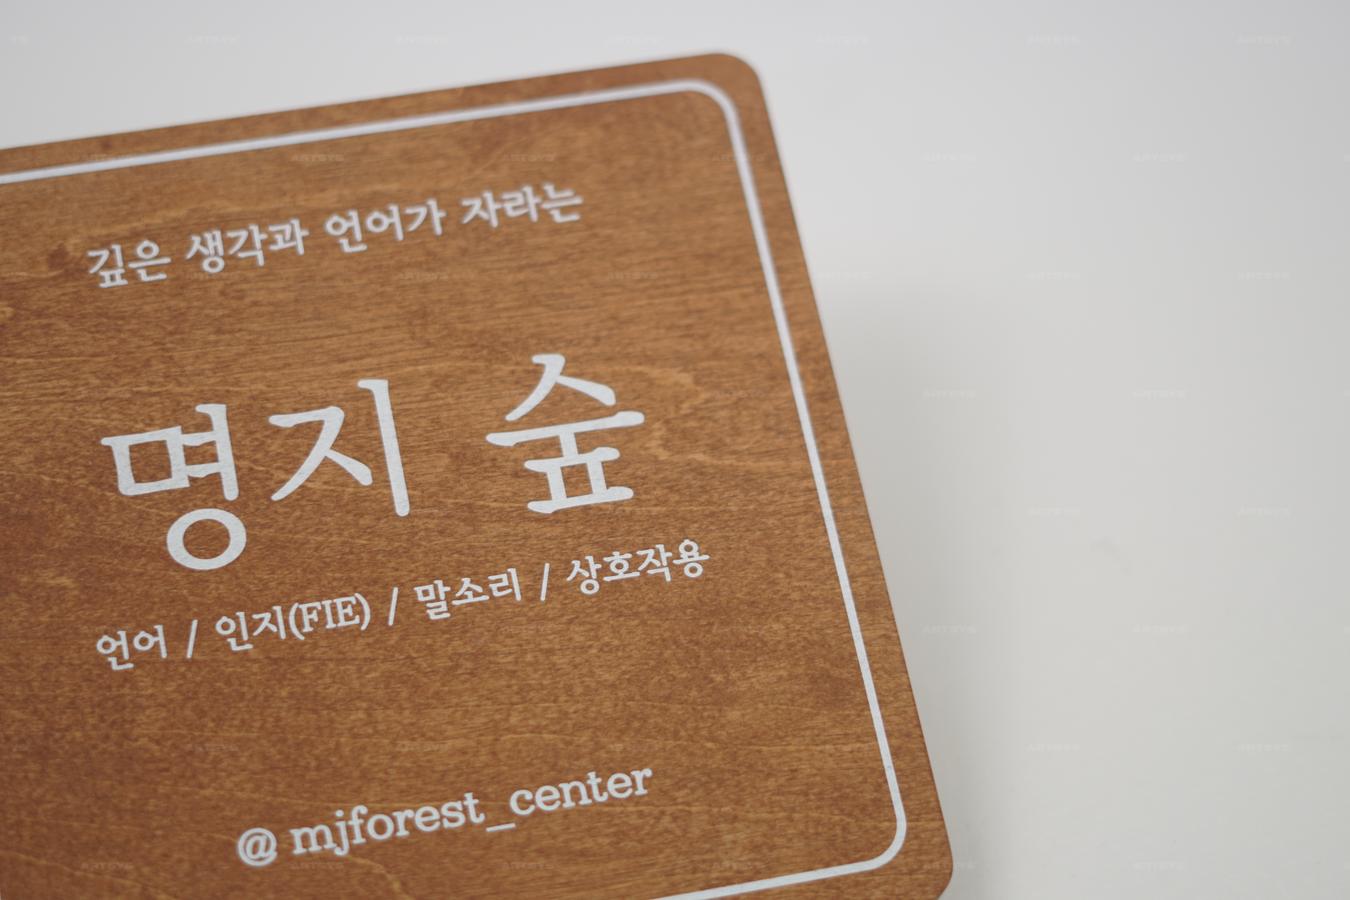 깊은 생각과 언어가 자라는
명지 숲
언어 / 인지(FIE) / 말소리 / 상호작용
@ mjforest_center
ARTSYS